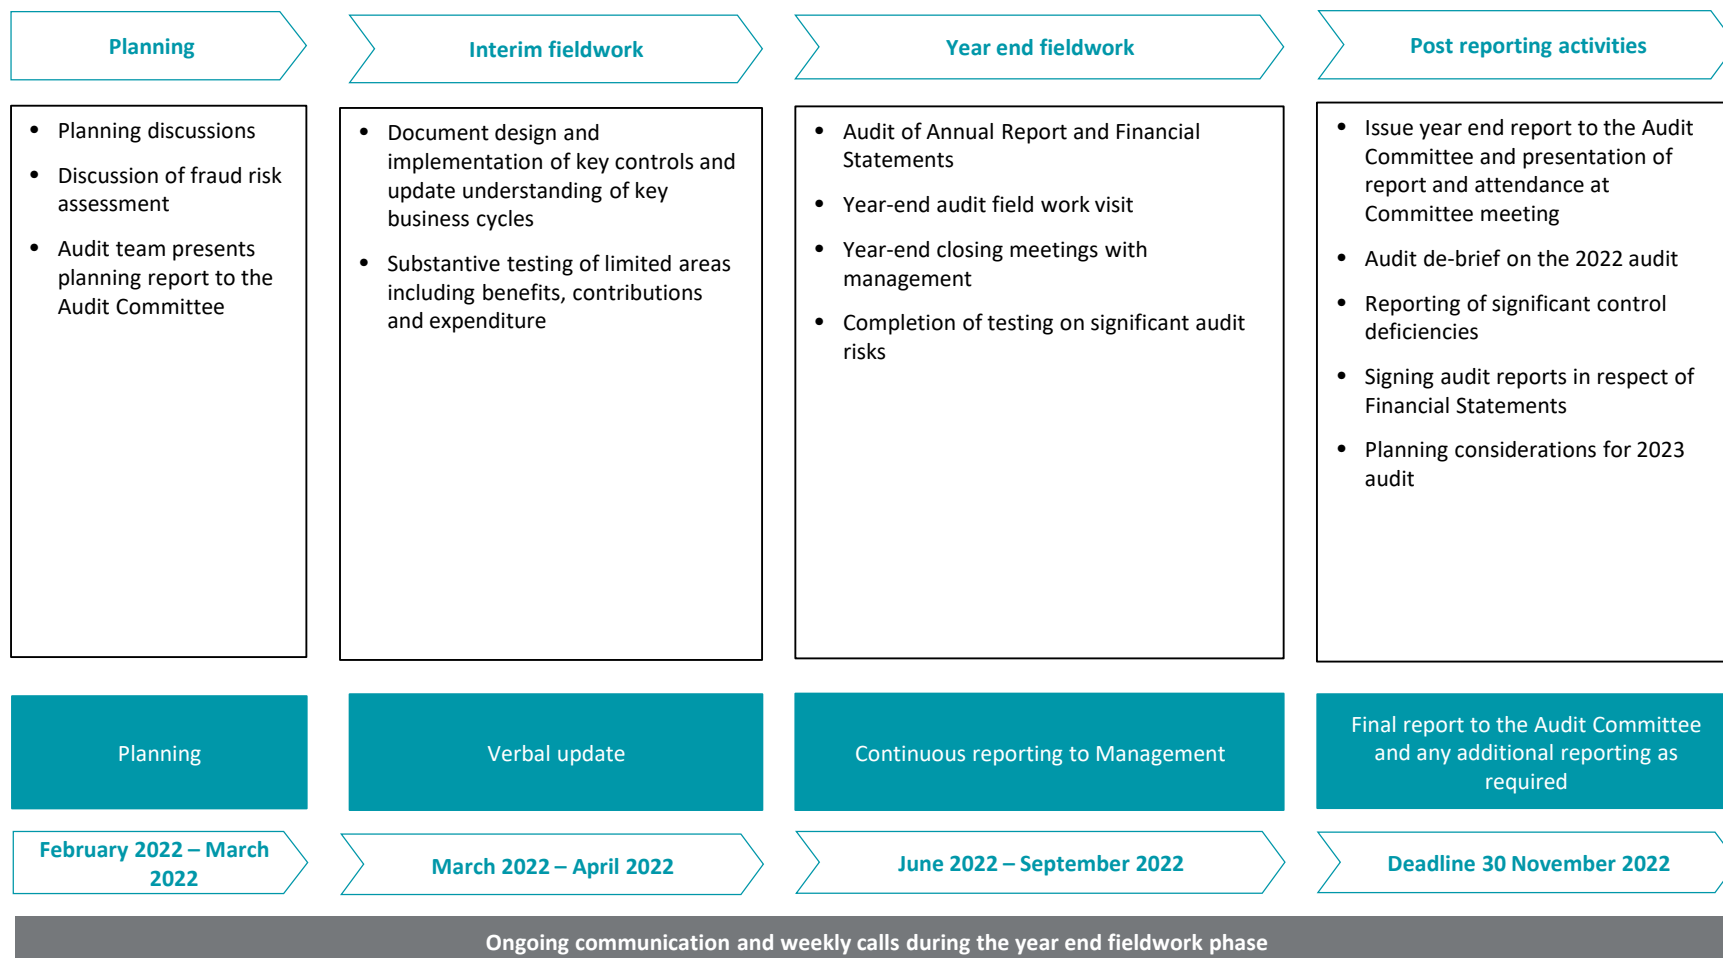 Planning
Interim fieldwork
Year end fieldwork
Post reporting activities
• Planning discussions
• Discussion of fraud risk
assessment
• Audit team presents
planning report to the
Audit Committee
• Document design and
implementation of key controls and
update understanding of key
business cycles
• Substantive testing of limited areas
including benefits, contributions
and expenditure
• Audit of Annual Report and Financial
Statements
• Year-end audit field work visit
• Year-end closing meetings with
management
• Completion of testing on significant audit
risks
• Issue year end report to the Audit
Committee and presentation of
report and attendance at
Committee meeting
• Audit de-brief on the 2022 audit
• Reporting of significant control
deficiencies
• Signing audit reports in respect of
Financial Statements
• Planning considerations for 2023
audit
Planning
Verbal update
Continuous reporting to Management
Final report to the Audit Committee
and any additional reporting as
required
February 2022 – March
2022
March 2022 – April 2022
June 2022 – September 2022
Deadline 30 November 2022
Ongoing communication and weekly calls during the year end fieldwork phase